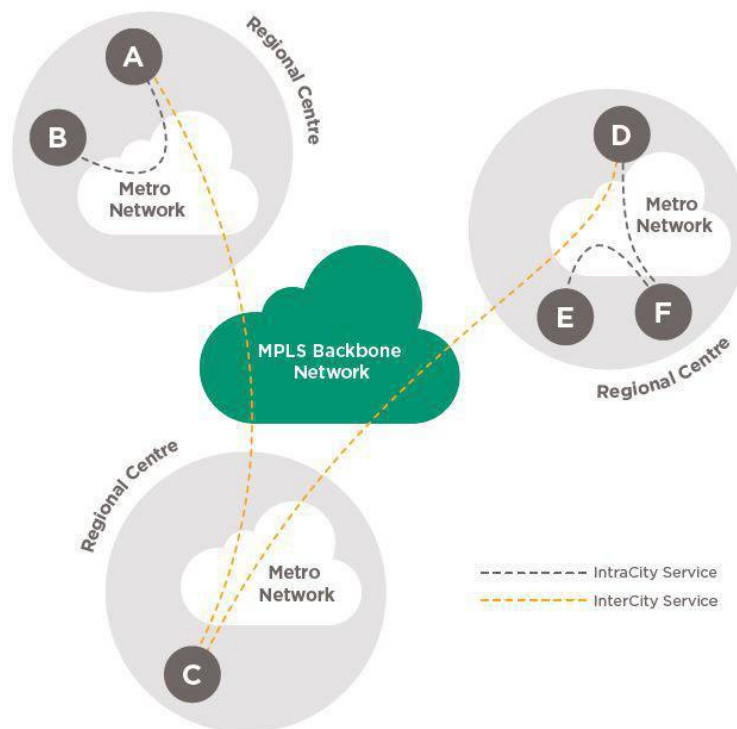 A
Regional Centre
B
Metro
Network
D
Metro
Network
E
F
Regional Centre
MPLS Backbone
Network
Regional Centre
Metro
Network
C
IntraCity Service
InterCity Service